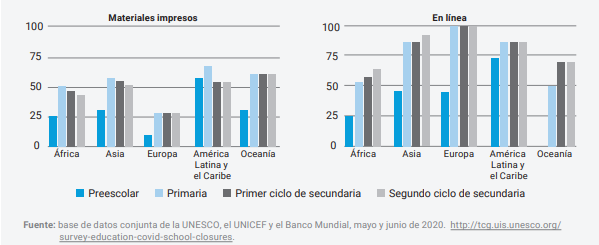 Materiales impresos
100
75
50
25
0
África
Asia
Europa
América
Latina y
el Caribe
Oceanía
En línea
100
75
50
25
0
África
Asia
Europa
América
Latina y
el Caribe
Oceanía
Preescolar Primaria Primer ciclo de secundaria Segundo ciclo de secundaria
Fuente: base de datos conjunta de la UNESCO, el UNICEF y el Banco Mundial, mayo y junio de 2020. http://tcg.uis.unesco.org/
survey-education-covid-school-closures.